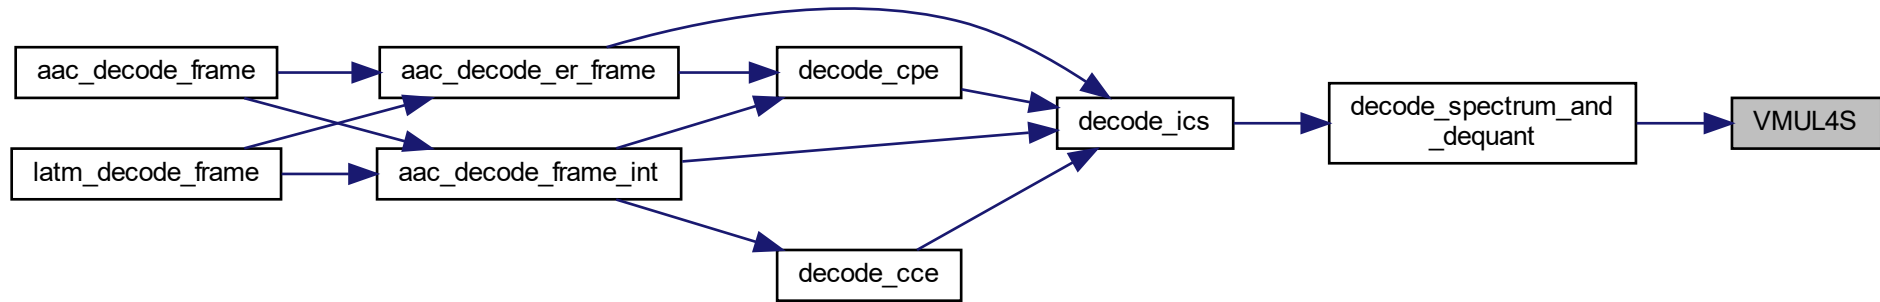 aac_decode_frame
latm_decode_frame
aac_decode_er_frame
aac_decode_frame_int
decode_cpe
decode_cce
decode_ics
decode_spectrum_and
_dequant
VMUL4S